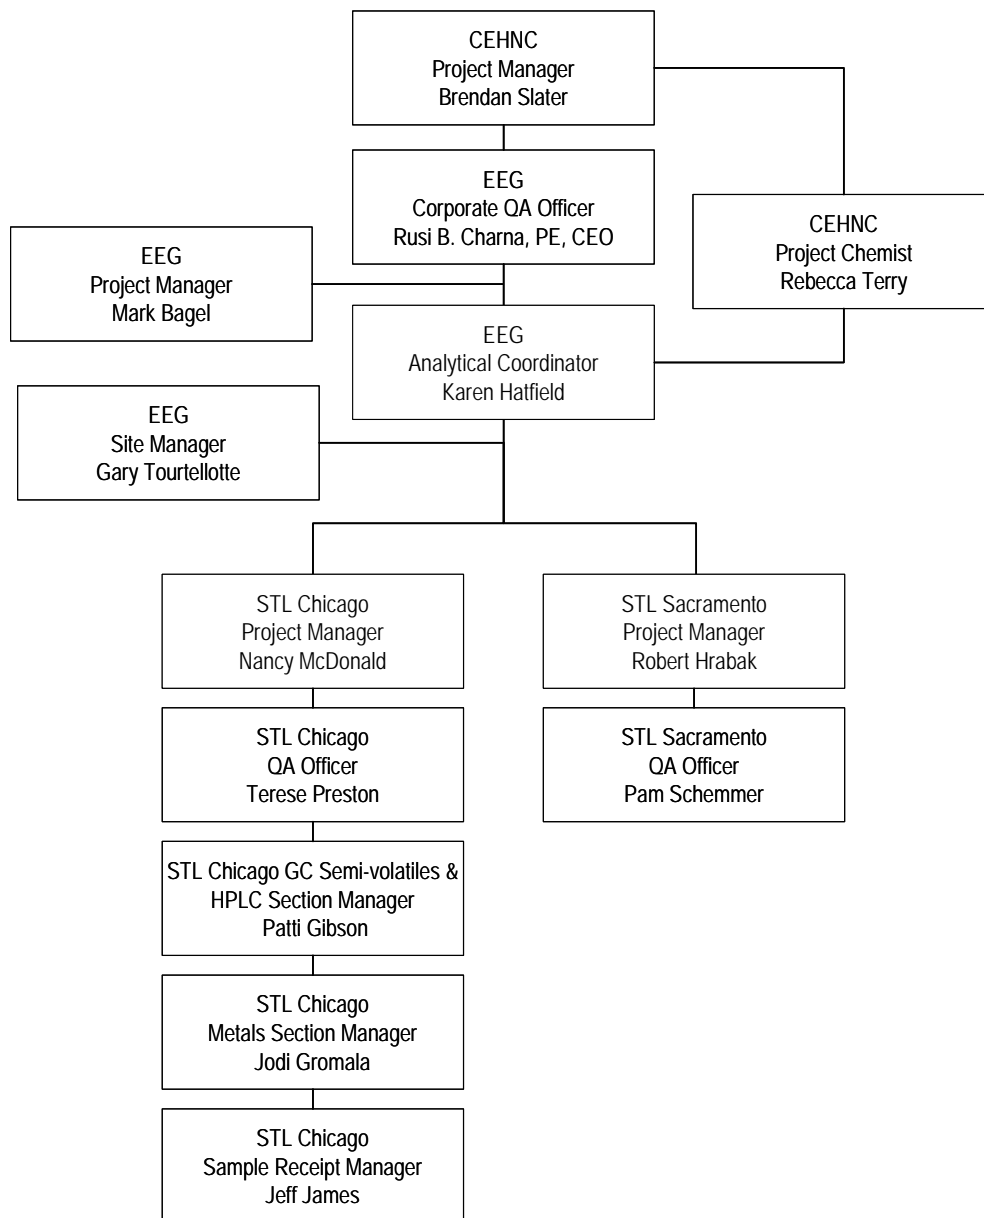 CEHNC
Project Manager
Brendan Slater
EEG
Corporate QA Officer
Rusi B. Charna, PE, CEO
CEHNC
Project Chemist
Rebecca Terry
EEG
Project Manager
Mark Bagel
EEG
Analytical Coordinator
Karen Hatfield
EEG
Site Manager
Gary Tourtellotte
STL Chicago
Project Manager
Nancy McDonald
STL Sacramento
Project Manager
Robert Hrabak
STL Chicago
QA Officer
Terese Preston
STL Sacramento
QA Officer
Pam Schemmer
STL Chicago GC Semi-volatiles &
HPLC Section Manager
Patti Gibson
STL Chicago
Metals Section Manager
Jodi Gromala
STL Chicago
Sample Receipt Manager
Jeff James